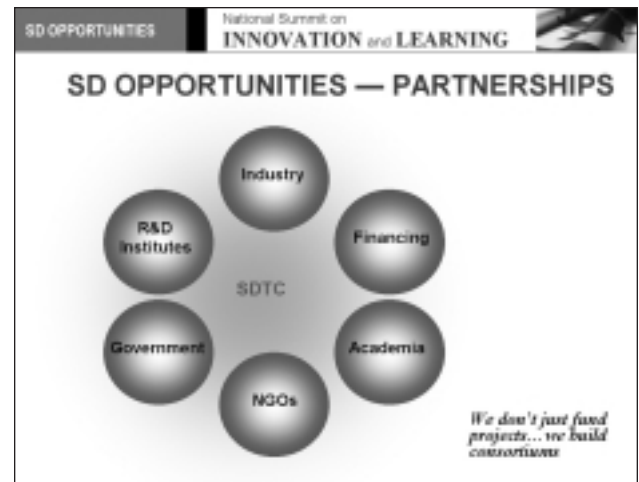 SD OPPORTUNITIES
National Summit on
INNOVATION and LEARNING
SD OPPORTUNITIES — PARTNERSHIPS
Industry
R&D
Institutes
Financing
SDTC
Government
Academia
NGOs
We don't just fund
projects...we build
consortiums